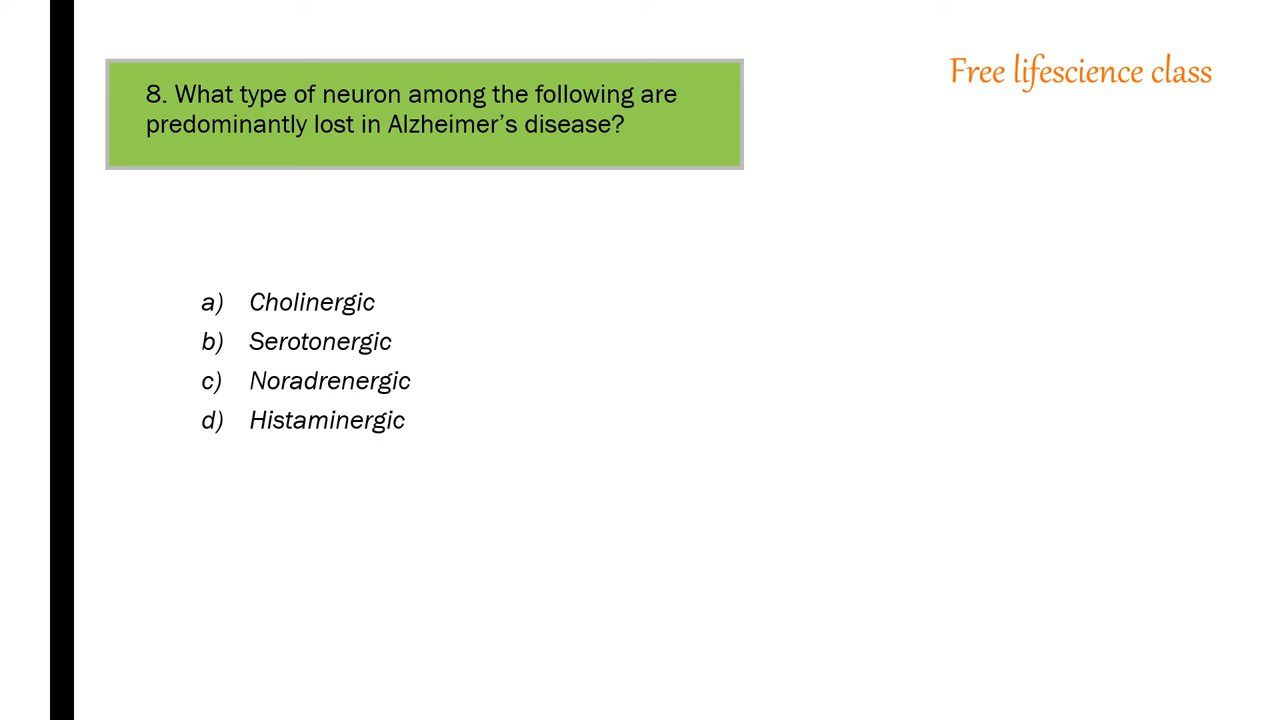 Free lifescience class
8. What type of neuron among the following are
predominantly lost in Alzheimer’s disease?
a) Cholinergic
b) Serotonergic
c) Noradrenergic
d) Histaminergic